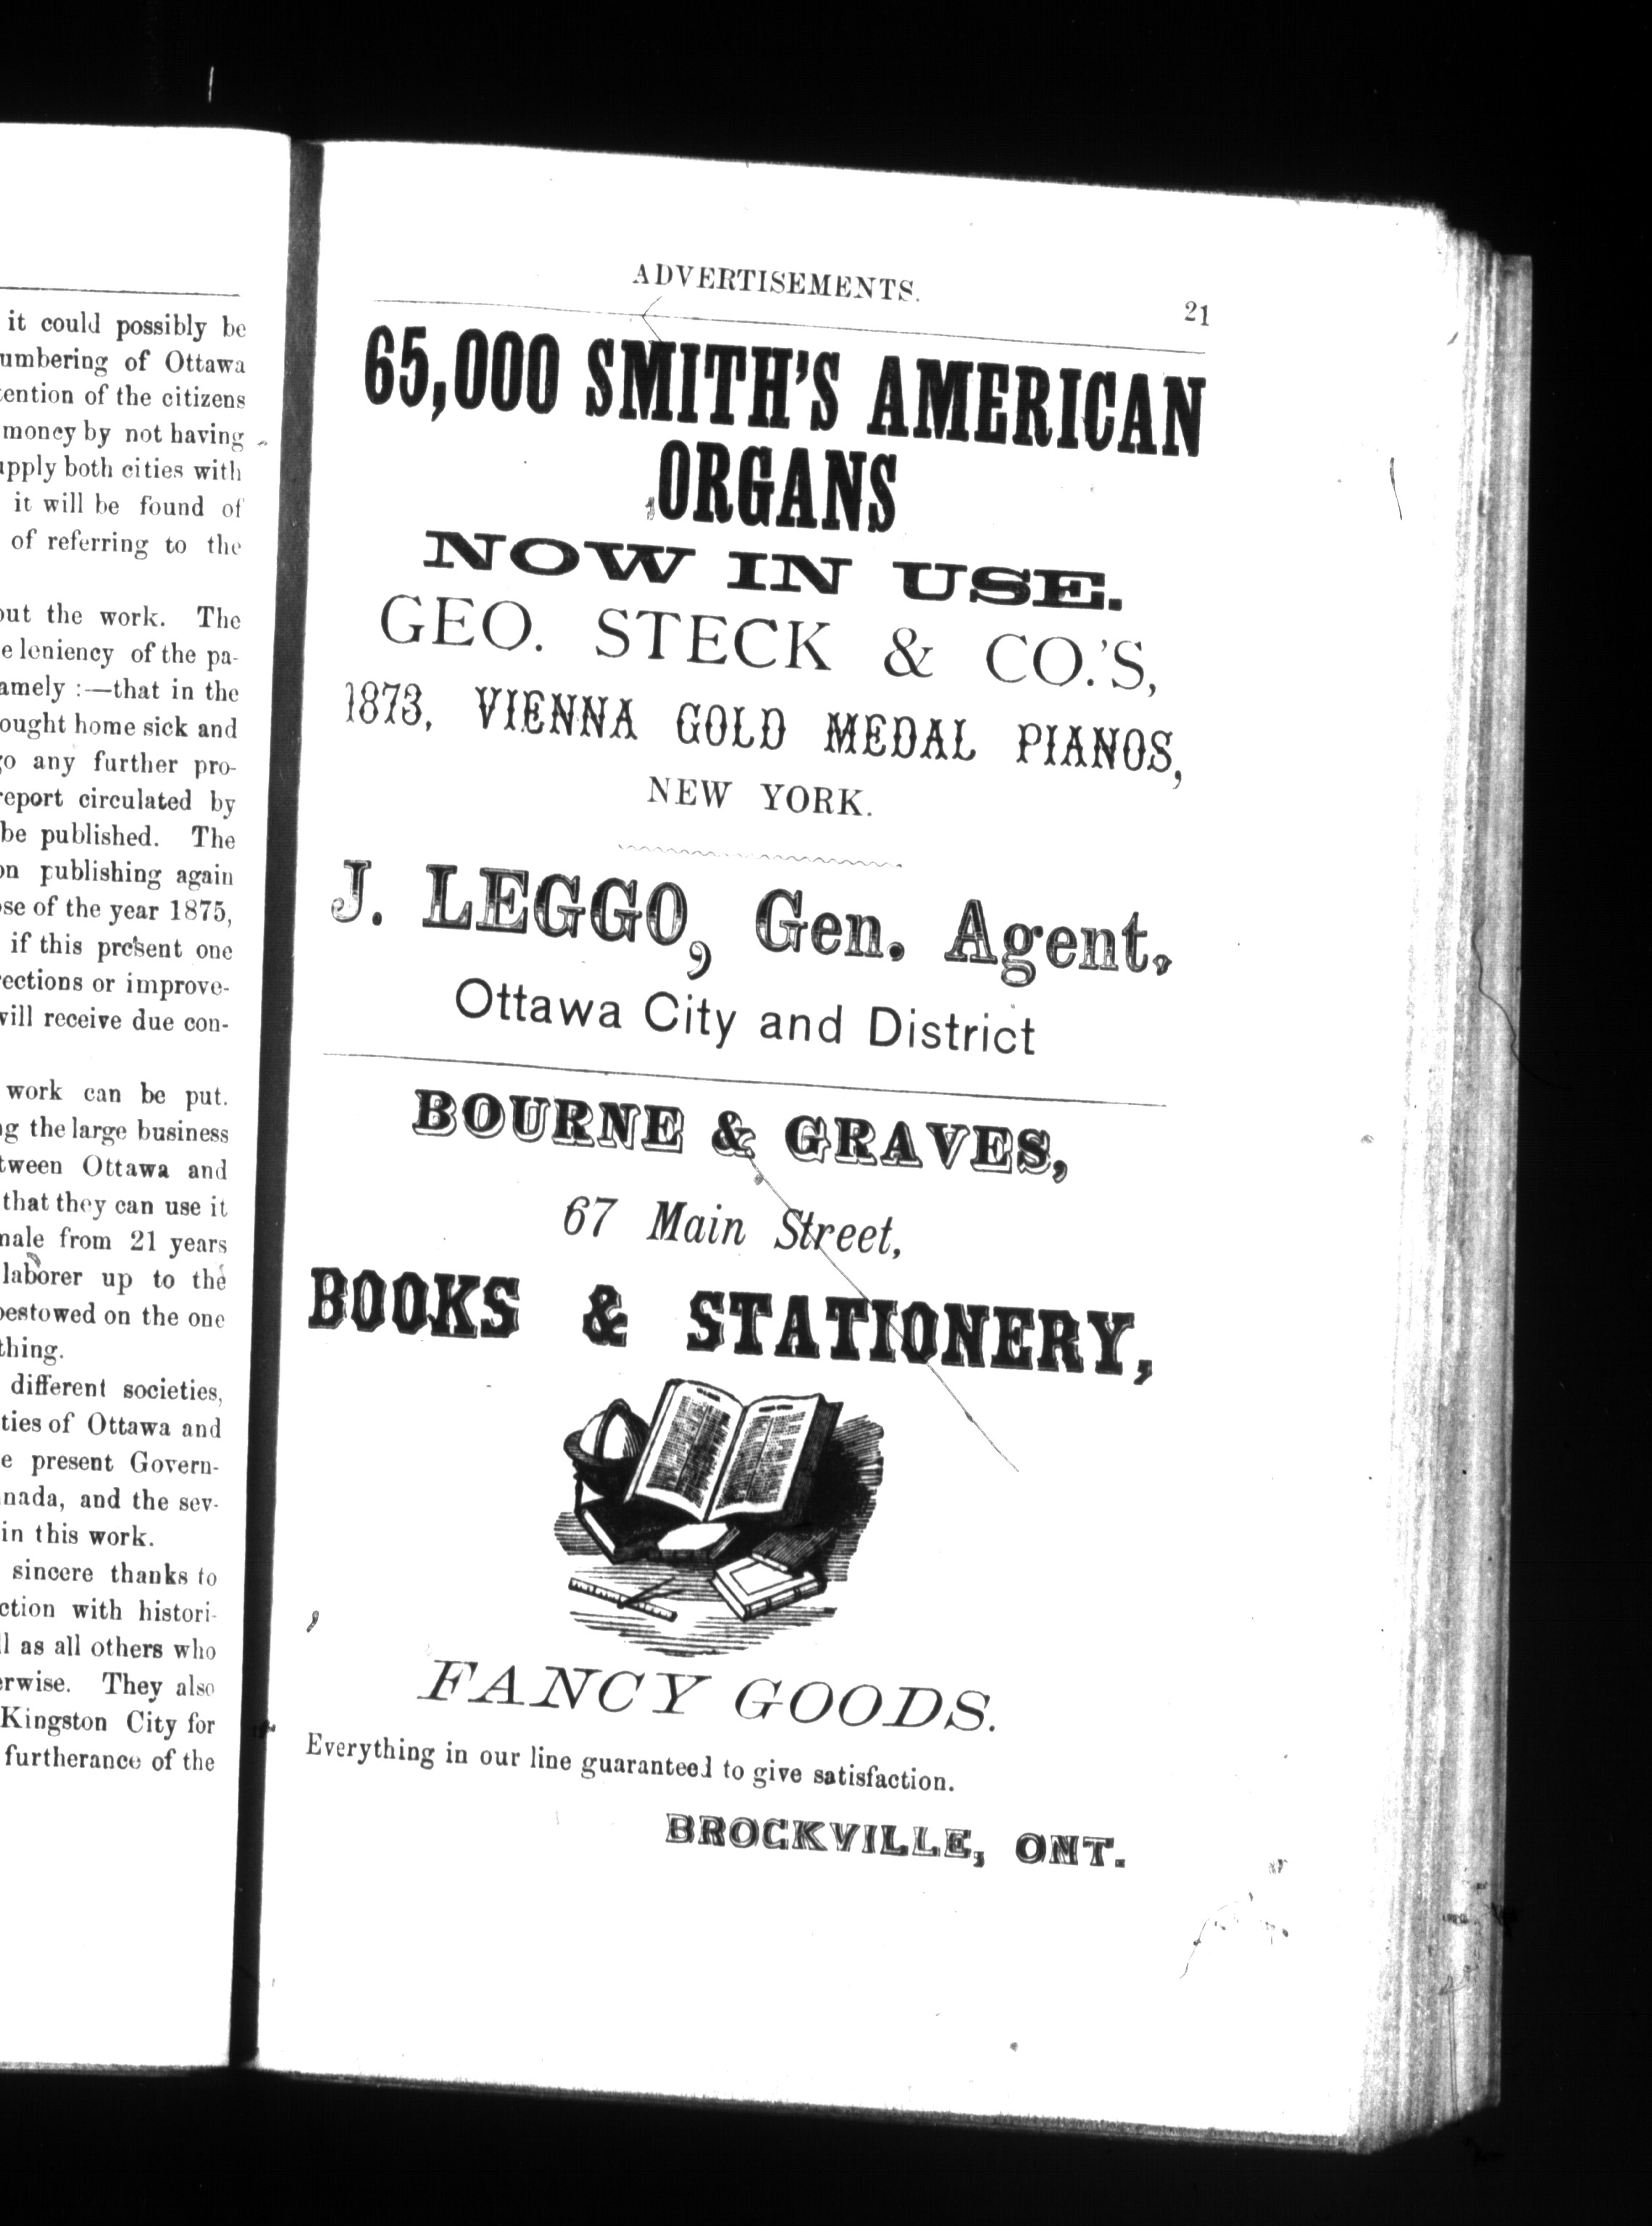 it could possibly be
umbering of Ottawa
ention of the citizens
money by not having
pply both cities with
it will be found of
of referring to the
out the work. The
e leniency of the pa-
amely :—that in the
ought home sick and
go any further pro-
report circulated by
be published. The
on publishing again
ose of the year 1875,
if this present one
rections or improve-
will receive due con-
work can be put.
ng the large business
tween Ottawa and
that they can use it
male from 21 years
laborer up to the
bestowed on the one
thing.
different societies,
ties of Ottawa and
e present Govern-
nada, and the sev-
in this work.
sincere thanks to
ction with histori-
ll as all others who
erwise. They also
Kingston City for
furtherance of the
ADVERTISEMENTS. 21
65,000 SMITH'S AMERICAN
ORGANS
NOW IN USE.
GEO. STECK & CO.'S,
1873, VIENNA GOLD MEDAL PIANOS,
NEW YORK.
J. LEGGO, Gen. Agent,
Ottawa City and District
BOURNE & GRAVES,
67 Main Street,
BOOKS & STATIONERY,
FANCY GOODS.
Everything in our line guaranteed to give satisfaction.
BROCKVILLE, ONT.